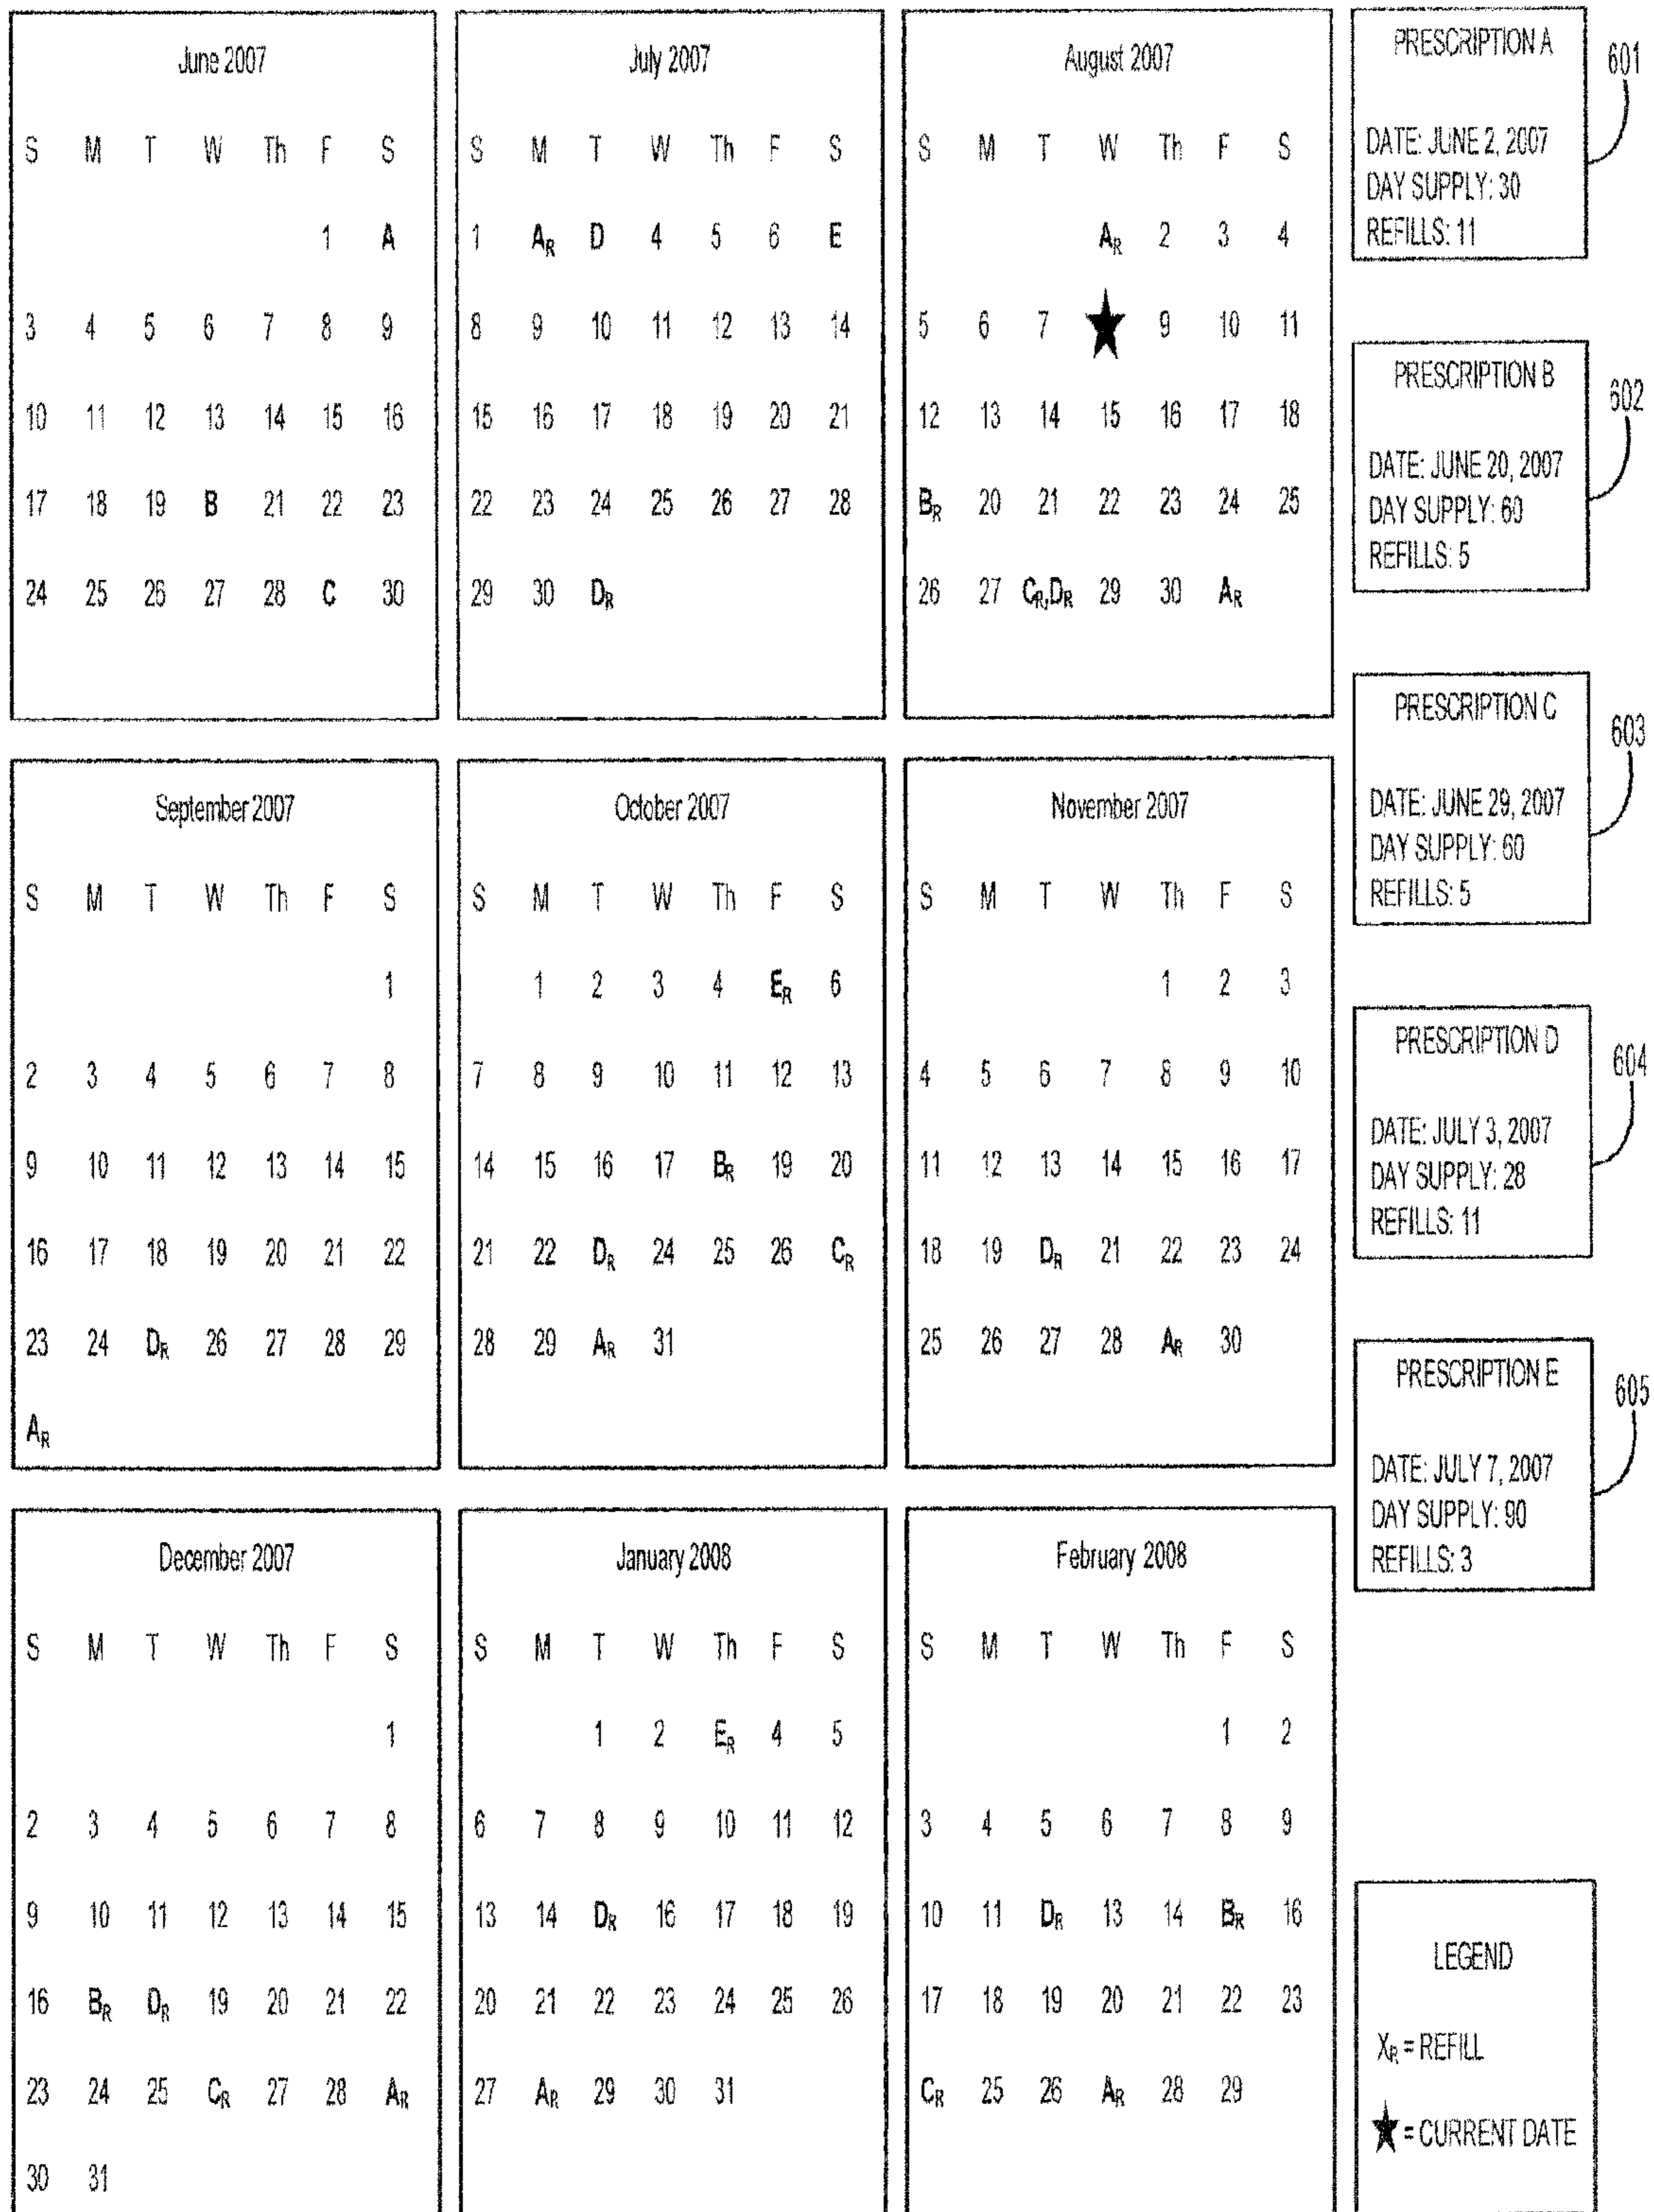 June 2007
S M T W Th F S
1 A
3 4 5 6 7 8 9
10 11 12 13 14 15 16
17 18 19 B 21 22 23
24 25 26 27 28 C 30
July 2007
S M T W Th F S
1 AR D 4 5 6 E
8 9 10 11 12 13 14
15 16 17 18 19 20 21
22 23 24 25 26 27 28
29 30 DR
August 2007
S M T W Th F S
AR 2 3 4
5 6 7 ★ 9 10 11
12 13 14 15 16 17 18
BR 20 21 22 23 24 25
26 27 CR,DR 29 30 AR
PRESCRIPTION A
DATE: JUNE 2, 2007
DAY SUPPLY: 30
REFILLS: 11
601
PRESCRIPTION B
DATE: JUNE 20, 2007
DAY SUPPLY: 60
REFILLS: 5
602
PRESCRIPTION C
DATE: JUNE 29, 2007
DAY SUPPLY: 60
REFILLS: 5
603
September 2007
S M T W Th F S
1
2 3 4 5 6 7 8
9 10 11 12 13 14 15
16 17 18 19 20 21 22
23 24 DR 26 27 28 29
AR
October 2007
S M T W Th F S
1 2 3 4 ER 6
7 8 9 10 11 12 13
14 15 16 17 BR 19 20
21 22 DR 24 25 26 CR
28 29 AR 31
November 2007
S M T W Th F S
1 2 3
4 5 6 7 8 9 10
11 12 13 14 15 16 17
18 19 DR 21 22 23 24
25 26 27 28 AR 30
PRESCRIPTION D
DATE: JULY 3, 2007
DAY SUPPLY: 28
REFILLS: 11
604
PRESCRIPTION E
DATE: JULY 7, 2007
DAY SUPPLY: 90
REFILLS: 3
605
December 2007
S M T W Th F S
1
2 3 4 5 6 7 8
9 10 11 12 13 14 15
16 BR DR 19 20 21 22
23 24 25 CR 27 28 AR
30 31
January 2008
S M T W Th F S
1 2 ER 4 5
6 7 8 9 10 11 12
13 14 DR 16 17 18 19
20 21 22 23 24 25 26
27 AR 29 30 31
February 2008
S M T W Th F S
1 2
3 4 5 6 7 8 9
10 11 DR 13 14 BR 16
17 18 19 20 21 22 23
CR 25 26 AR 28 29
LEGEND
XR = REFILL
★ = CURRENT DATE